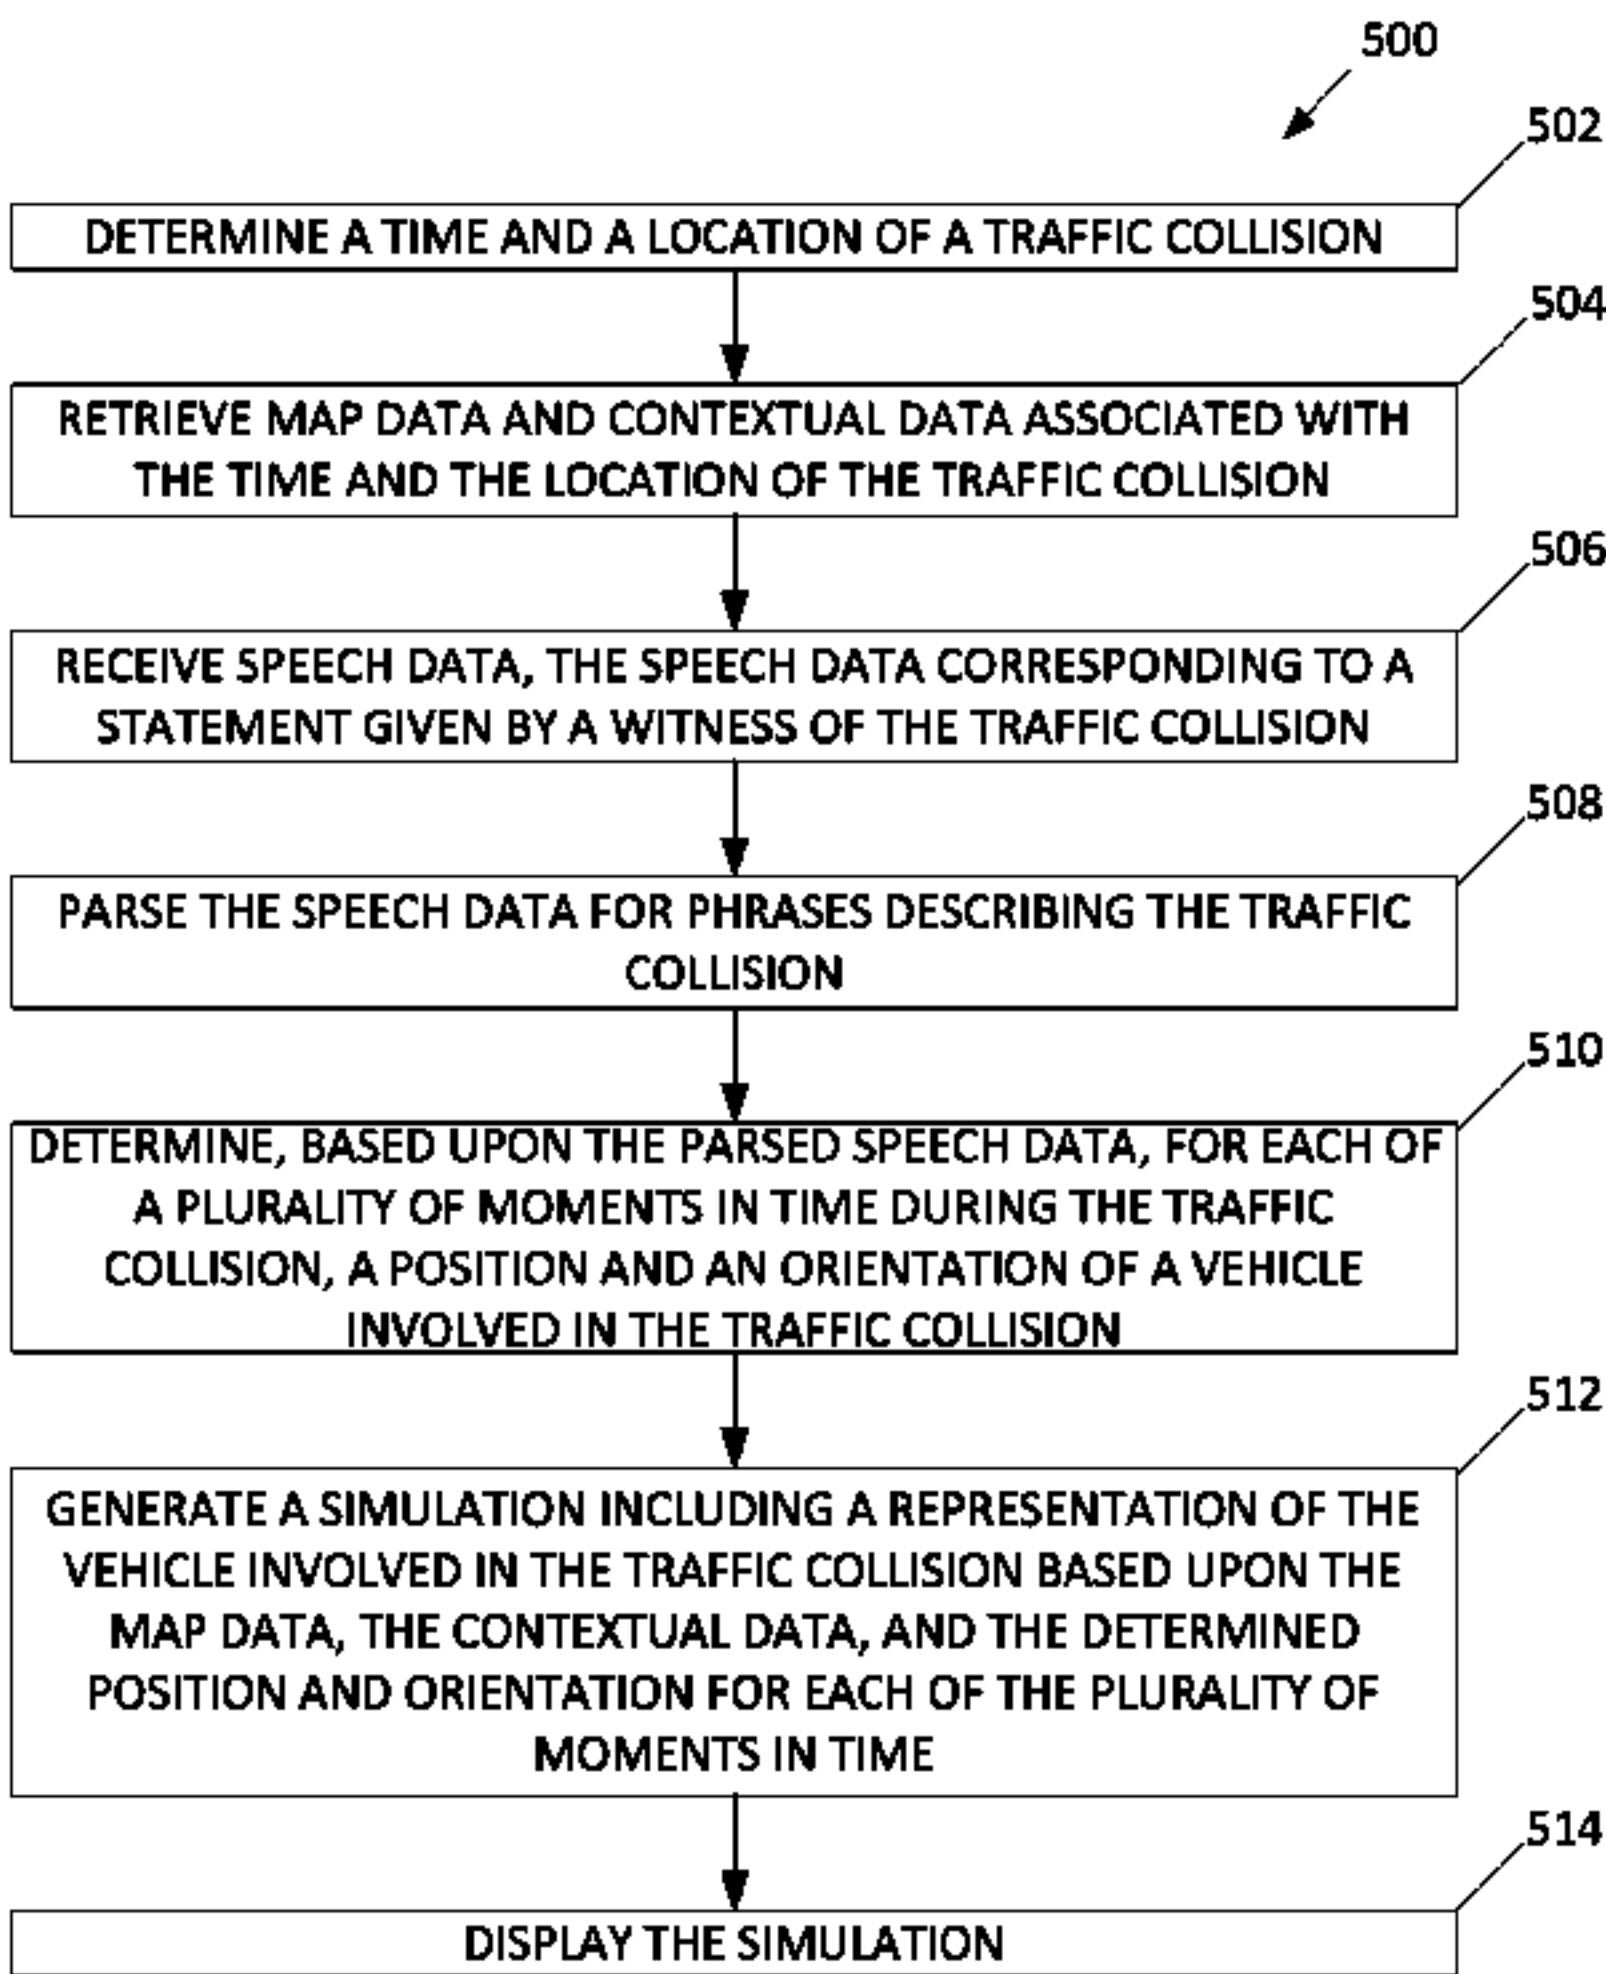 500
502
DETERMINE A TIME AND A LOCATION OF A TRAFFIC COLLISION
504
RETRIEVE MAP DATA AND CONTEXTUAL DATA ASSOCIATED WITH
THE TIME AND THE LOCATION OF THE TRAFFIC COLLISION
506
RECEIVE SPEECH DATA, THE SPEECH DATA CORRESPONDING TO A
STATEMENT GIVEN BY A WITNESS OF THE TRAFFIC COLLISION
508
PARSE THE SPEECH DATA FOR PHRASES DESCRIBING THE TRAFFIC
COLLISION
510
DETERMINE, BASED UPON THE PARSED SPEECH DATA, FOR EACH OF
A PLURALITY OF MOMENTS IN TIME DURING THE TRAFFIC
COLLISION, A POSITION AND AN ORIENTATION OF A VEHICLE
INVOLVED IN THE TRAFFIC COLLISION
512
GENERATE A SIMULATION INCLUDING A REPRESENTATION OF THE
VEHICLE INVOLVED IN THE TRAFFIC COLLISION BASED UPON THE
MAP DATA, THE CONTEXTUAL DATA, AND THE DETERMINED
POSITION AND ORIENTATION FOR EACH OF THE PLURALITY OF
MOMENTS IN TIME
514
DISPLAY THE SIMULATION